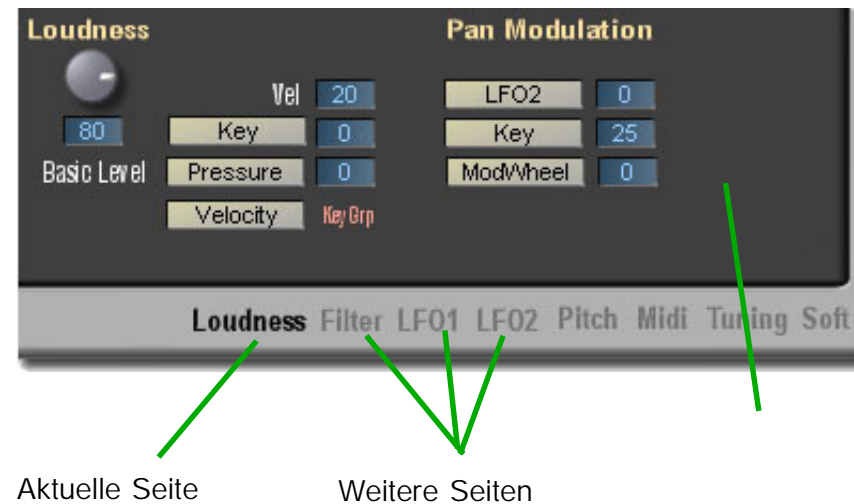 Loudness
Pan Modulation
Vel 20
LFO2 0
80
Key 0
Key 25
Basic Level
Pressure 0
ModWheel 0
Velocity
Key Grp
Loudness Filter LFO1 LFO2 Pitch Midi Tuning Soft
Aktuelle Seite
Weitere Seiten